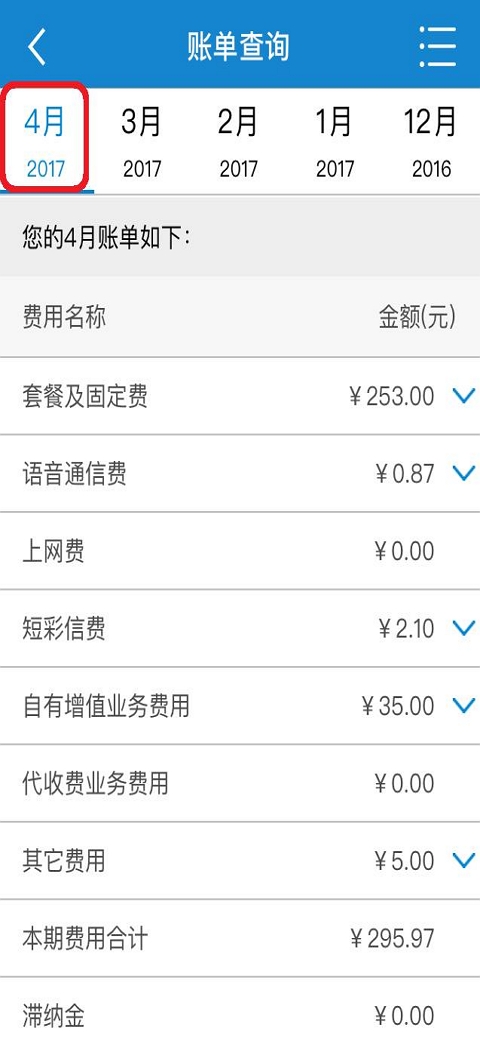 账单查询
4月 3月 2月 1月 12月
2017 2017 2017 2017 2016
您的4月账单如下：
费用名称 金额(元)
套餐及固定费 ￥253.00
语音通信费 ￥0.87
上网费 ￥0.00
短彩信费 ￥2.10
自有增值业务费用 ￥35.00
代收费业务费用 ￥0.00
其它费用 ￥5.00
本期费用合计 ￥295.97
滞纳金 ￥0.00